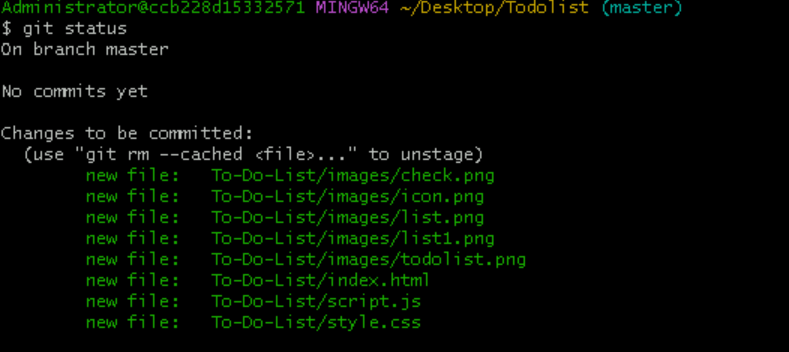 Administrator@ccb228d15332571 MINGW64 ~/Desktop/Todolist (master)
$ git status
On branch master
No commits yet
Changes to be committed:
(use "git rm --cached <file>..." to unstage)
new file: To-Do-List/images/check.png
new file: To-Do-List/images/icon.png
new file: To-Do-List/images/list.png
new file: To-Do-List/images/list1.png
new file: To-Do-List/images/todolist.png
new file: To-Do-List/index.html
new file: To-Do-List/script.js
new file: To-Do-List/style.css